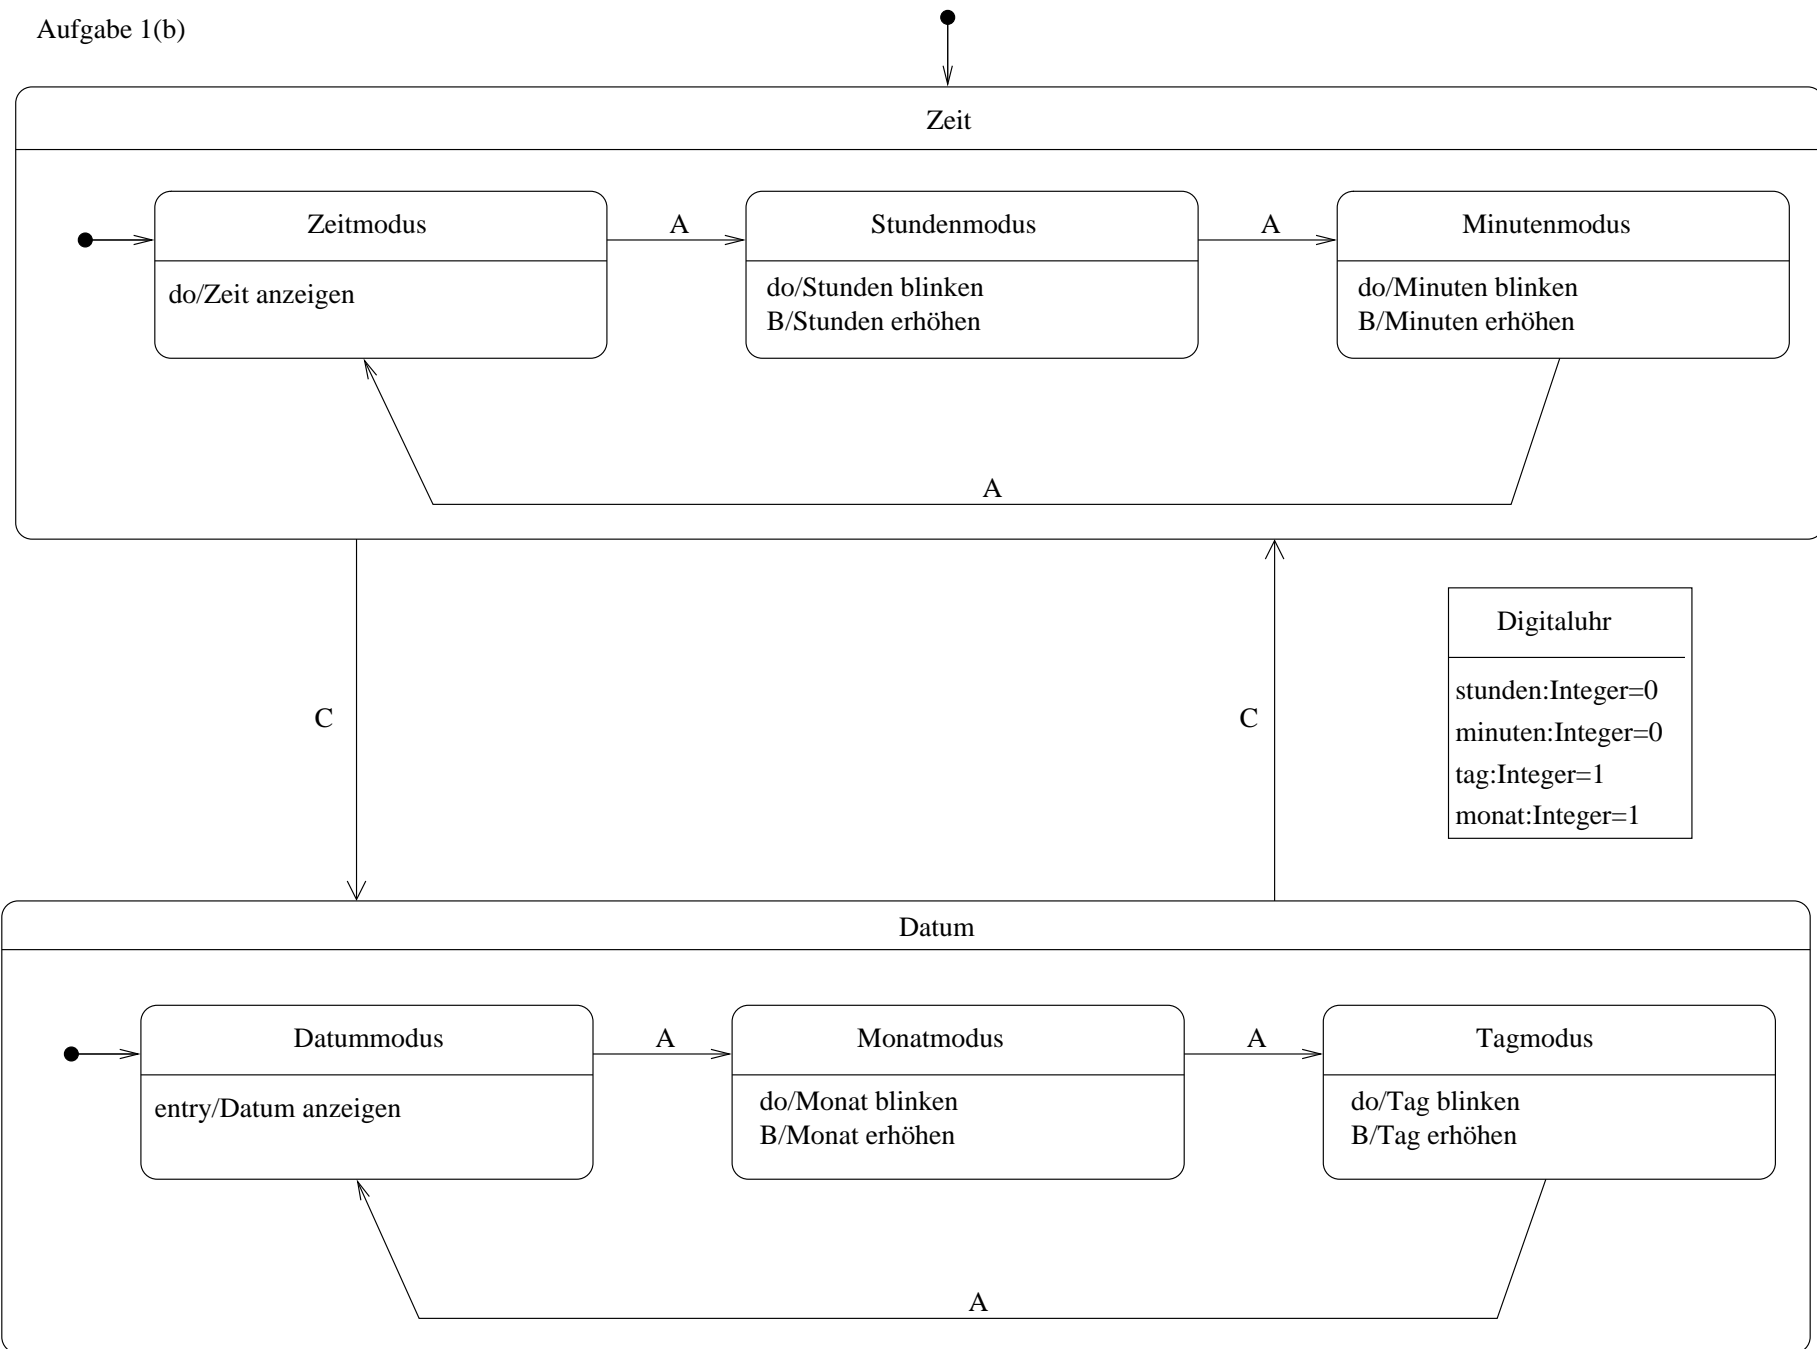 Aufgabe 1(b)
Zeit
Zeitmodus
do/Zeit anzeigen
A
Stundenmodus
do/Stunden blinken
B/Stunden erhöhen
A
Minutenmodus
do/Minuten blinken
B/Minuten erhöhen
A
C
C
Digitaluhr
stunden:Integer=0
minuten:Integer=0
tag:Integer=1
monat:Integer=1
Datum
Datummodus
entry/Datum anzeigen
A
Monatmodus
do/Monat blinken
B/Monat erhöhen
A
Tagmodus
do/Tag blinken
B/Tag erhöhen
A